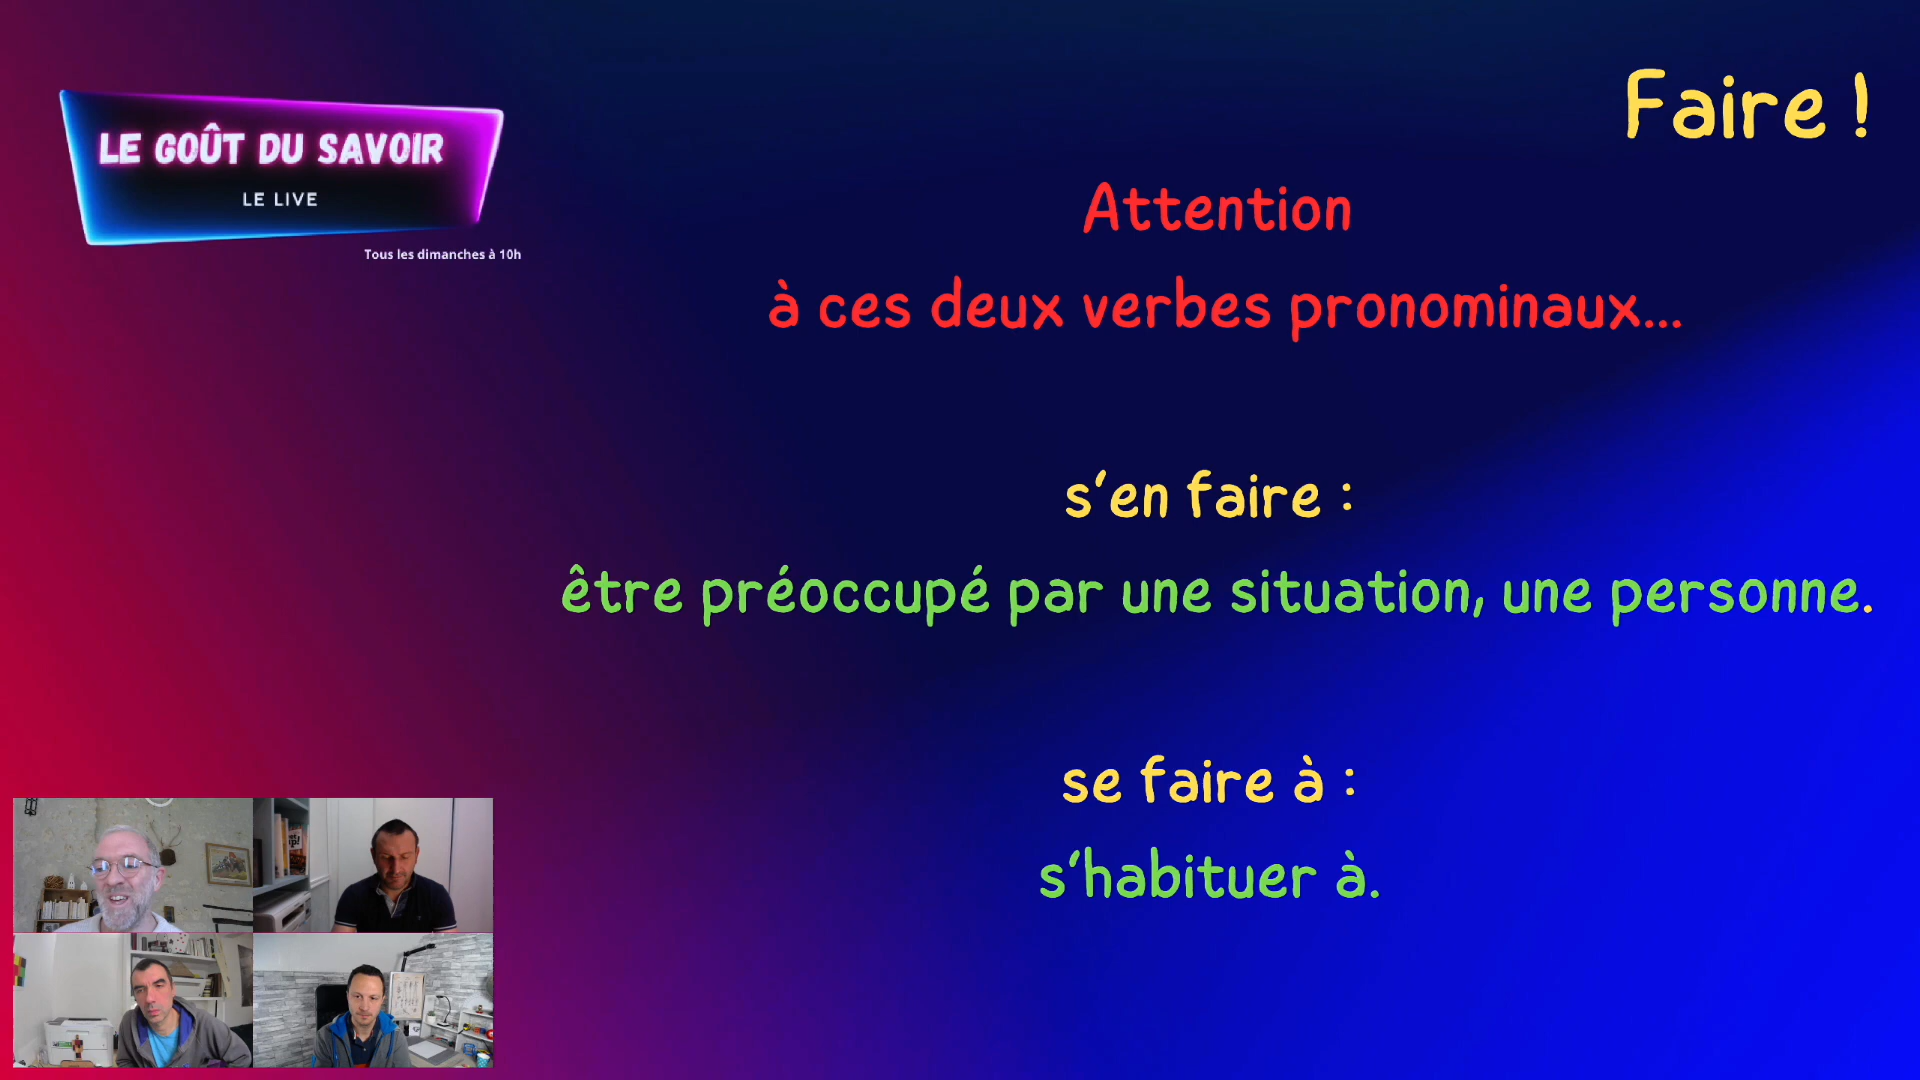 LE GOÛT DU SAVOIR
LE LIVE
Tous les dimanches à 10h
Faire !
Attention
à ces deux verbes pronominaux...
s'en faire :
être préoccupé par une situation, une personne.
se faire à :
s'habituer à.